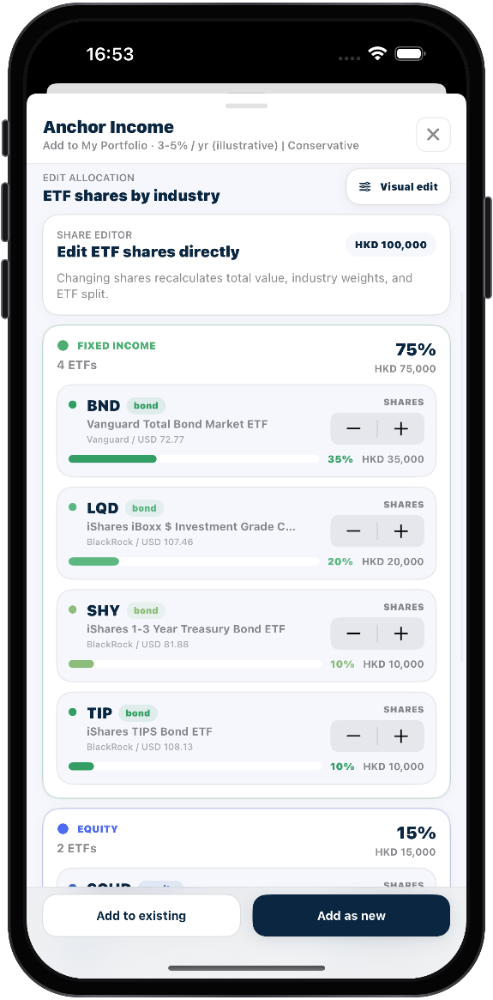 16:53
Anchor Income
Add to My Portfolio · 3-5% / yr (illustrative) | Conservative
EDIT ALLOCATION
ETF shares by industry
Visual edit
SHARE EDITOR
Edit ETF shares directly
HKD 100,000
Changing shares recalculates total value, industry weights, and
ETF split.
FIXED INCOME
4 ETFs
75%
HKD 75,000
BND bond
Vanguard Total Bond Market ETF
Vanguard / USD 72.77
SHARES
35% HKD 35,000
LQD bond
iShares iBoxx $ Investment Grade C...
BlackRock / USD 107.46
SHARES
20% HKD 20,000
SHY bond
iShares 1-3 Year Treasury Bond ETF
BlackRock / USD 81.88
SHARES
10% HKD 10,000
TIP bond
iShares TIPS Bond ETF
BlackRock / USD 108.13
SHARES
10% HKD 10,000
EQUITY
2 ETFs
15%
HKD 15,000
SHARES
Add to existing
Add as new